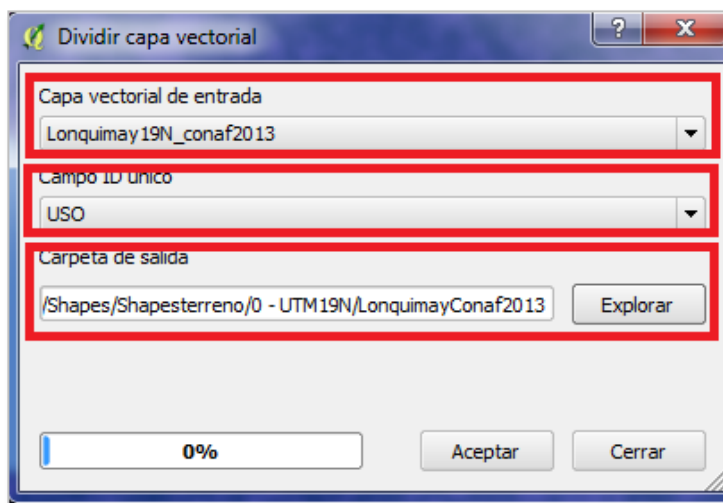 Dividir capa vectorial
Capa vectorial de entrada
Lonquimay19N_conaf2013
Campo ID único
USO
Carpeta de salida
/Shapes/Shapesterreno/0 - UTM19N/LonquimayConaf2013 Explorar
0% Aceptar Cerrar